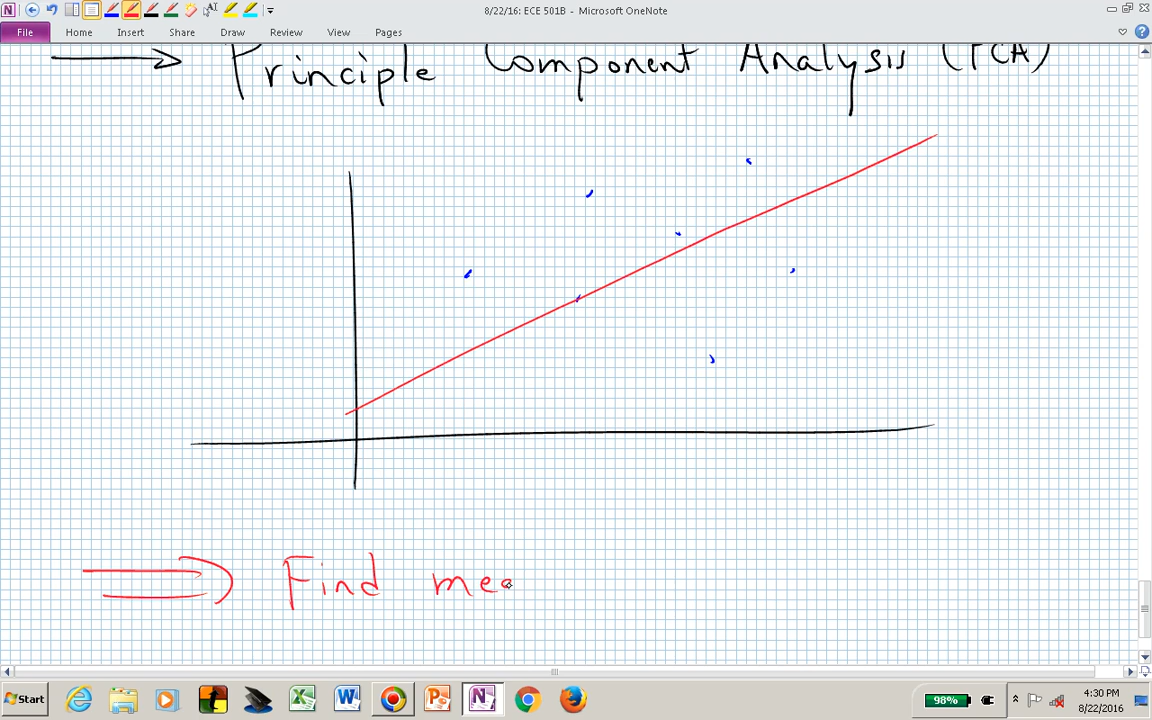 8/22/16: ECE 501B - Microsoft OneNote
File Home Insert Share Draw Review View Pages
Principle Component Analysis (PCA)
Find mea
98% 4:30 PM
8/22/2016